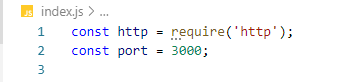 JS index.js > ...
1 const http = require('http');
2 const port = 3000;
3